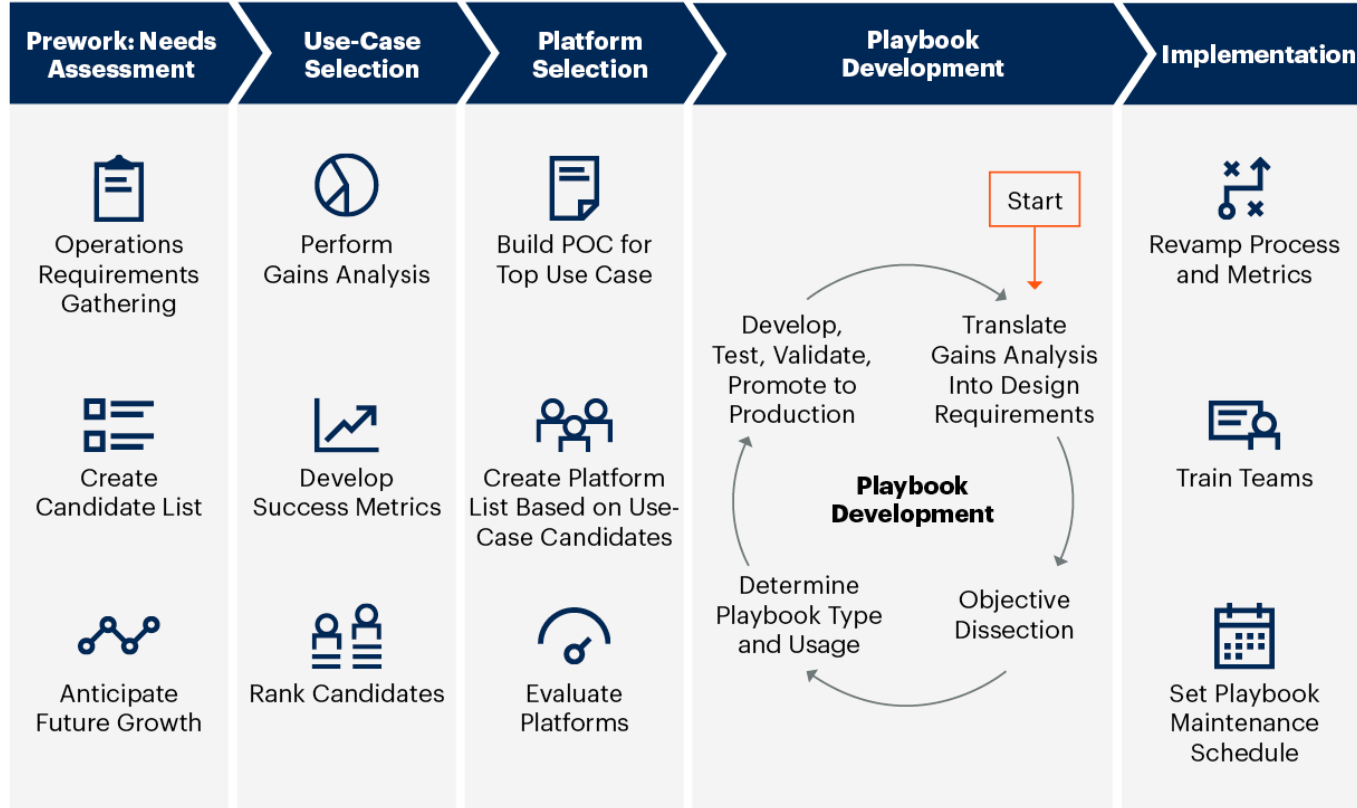 Prework: Needs
Assessment
Use-Case
Selection
Platform
Selection
Playbook
Development
Implementation
Operations
Requirements
Gathering
Create
Candidate List
Anticipate
Future Growth
Perform
Gains Analysis
Develop
Success Metrics
Rank Candidates
Build POC for
Top Use Case
Create Platform
List Based on Use-
Case Candidates
Evaluate
Platforms
Start
Translate
Gains Analysis
Into Design
Requirements
Objective
Dissection
Determine
Playbook Type
and Usage
Develop,
Test, Validate,
Promote to
Production
Playbook
Development
Revamp Process
and Metrics
Train Teams
Set Playbook
Maintenance
Schedule